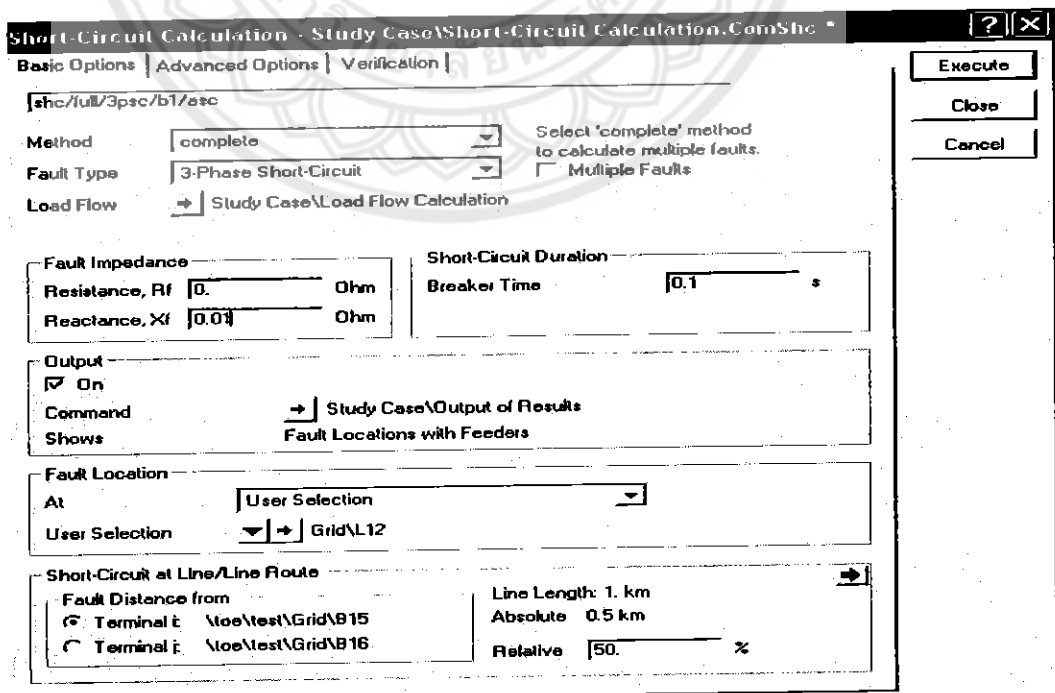 Short-Circuit Calculation - Study Case\Short-Circuit Calculation.ComShc *
Basic Options | Advanced Options | Verification
Execute
Close
Cancel
shc/full/3psc/b1/asc
Method complete
Select 'complete' method
to calculate multiple faults.
Fault Type 3-Phase Short-Circuit
Multiple Faults
Load Flow Study Case\Load Flow Calculation
Fault Impedance
Resistance, Rf 0. Ohm
Reactance, Xf 0.01 Ohm
Short-Circuit Duration
Breaker Time 0.1 s
Output
On
Command Study Case\Output of Results
Shows Fault Locations with Feeders
Fault Location
At User Selection
User Selection Grid\L12
Short-Circuit at Line/Line Route
Fault Distance from
Terminal i: \toe\test\Grid\B15
Terminal j: \toe\test\Grid\B16
Line Length: 1. km
Absolute 0.5 km
Relative 50. %